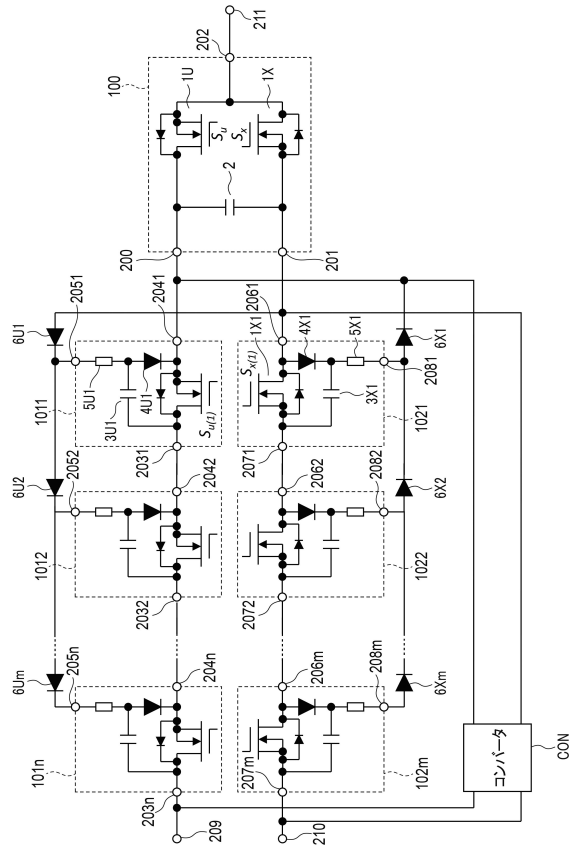 6Um
6U2
6U1
101n
205n
1012
2052
1011
2051
5U1
3U1
4U1
100
203n
204n
2032
2042
2031
2041
200
202
211
209
Su(1)
1U
Su
Sx
2
1X
210
207m
206m
2072
2062
2071
2061
201
Sx(1)
1X1
4X1
5X1
3X1
208m
2082
2081
102m
1022
1021
6Xm
6X2
6X1
コンバータ
CON